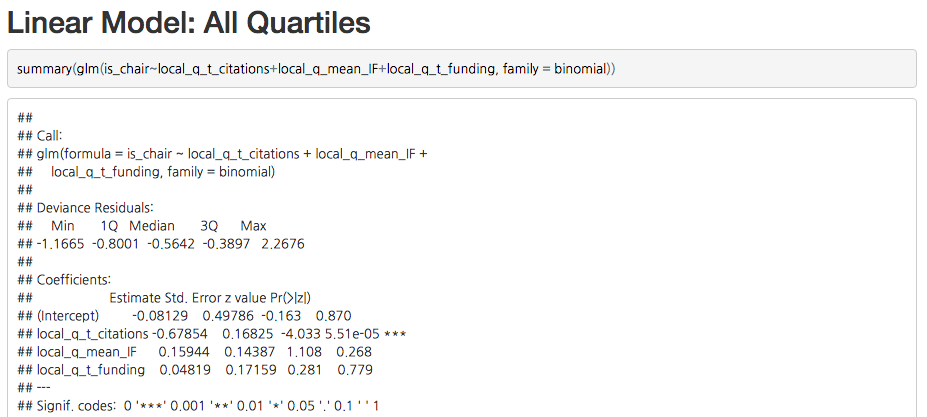 Linear Model: All Quartiles
summary(glm(is_chair~local_q_t_citations+local_q_mean_IF+local_q_t_funding, family = binomial))
##
## Call:
## glm(formula = is_chair ~ local_q_t_citations + local_q_mean_IF +
##     local_q_t_funding, family = binomial)
##
## Deviance Residuals:
##     Min      1Q   Median      3Q     Max
## -1.1665  -0.8001  -0.5642  -0.3897   2.2676
##
## Coefficients:
##                     Estimate Std. Error z value Pr(>|z|)
## (Intercept)         -0.08129   0.49786  -0.163    0.870
## local_q_t_citations -0.67854   0.16825  -4.033 5.51e-05 ***
## local_q_mean_IF      0.15944   0.14387   1.108    0.268
## local_q_t_funding    0.04819   0.17159   0.281    0.779
## ---
## Signif. codes:  0 '***' 0.001 '**' 0.01 '*' 0.05 '.' 0.1 ' ' 1